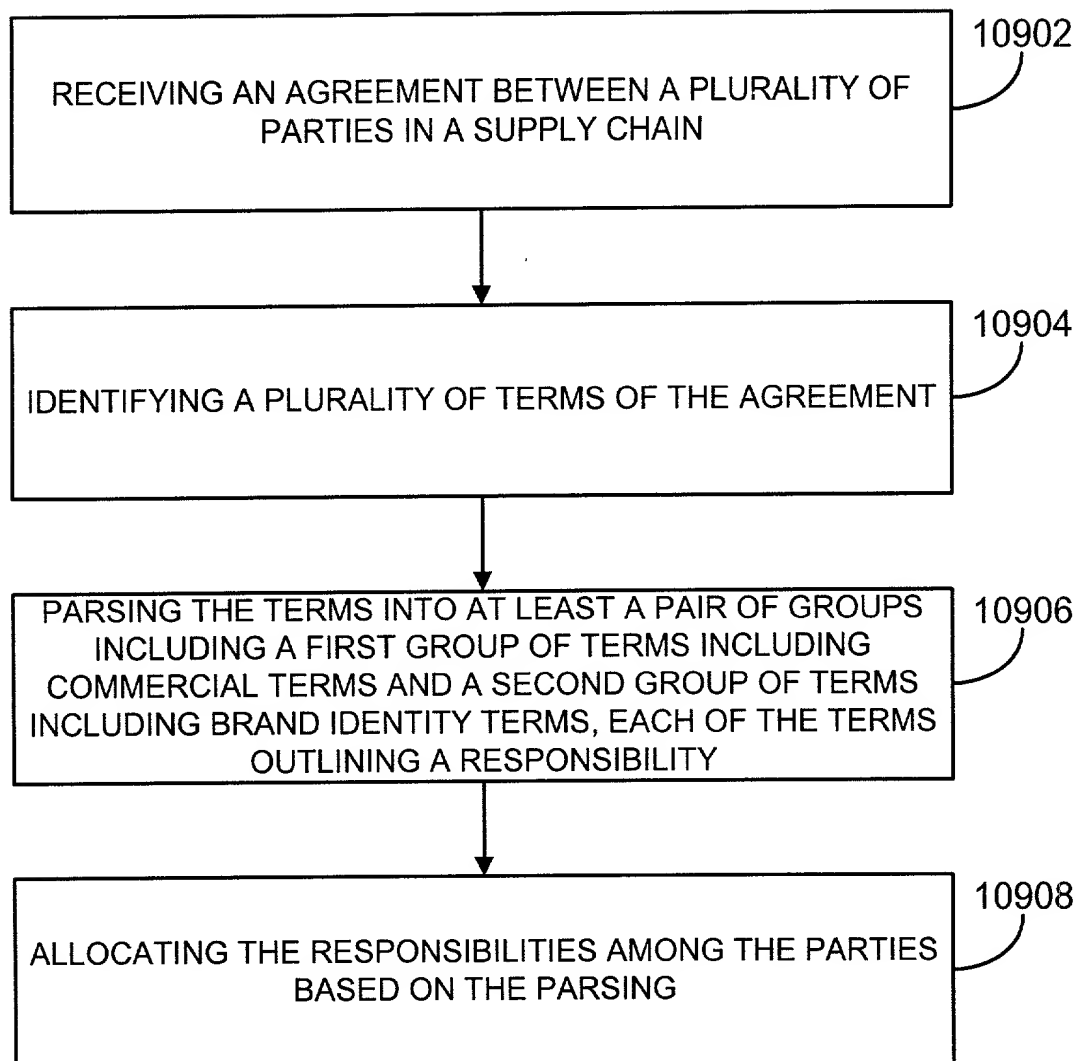 10902
RECEIVING AN AGREEMENT BETWEEN A PLURALITY OF
PARTIES IN A SUPPLY CHAIN
10904
IDENTIFYING A PLURALITY OF TERMS OF THE AGREEMENT
10906
PARSING THE TERMS INTO AT LEAST A PAIR OF GROUPS
INCLUDING A FIRST GROUP OF TERMS INCLUDING
COMMERCIAL TERMS AND A SECOND GROUP OF TERMS
INCLUDING BRAND IDENTITY TERMS, EACH OF THE TERMS
OUTLINING A RESPONSIBILITY
10908
ALLOCATING THE RESPONSIBILITIES AMONG THE PARTIES
BASED ON THE PARSING